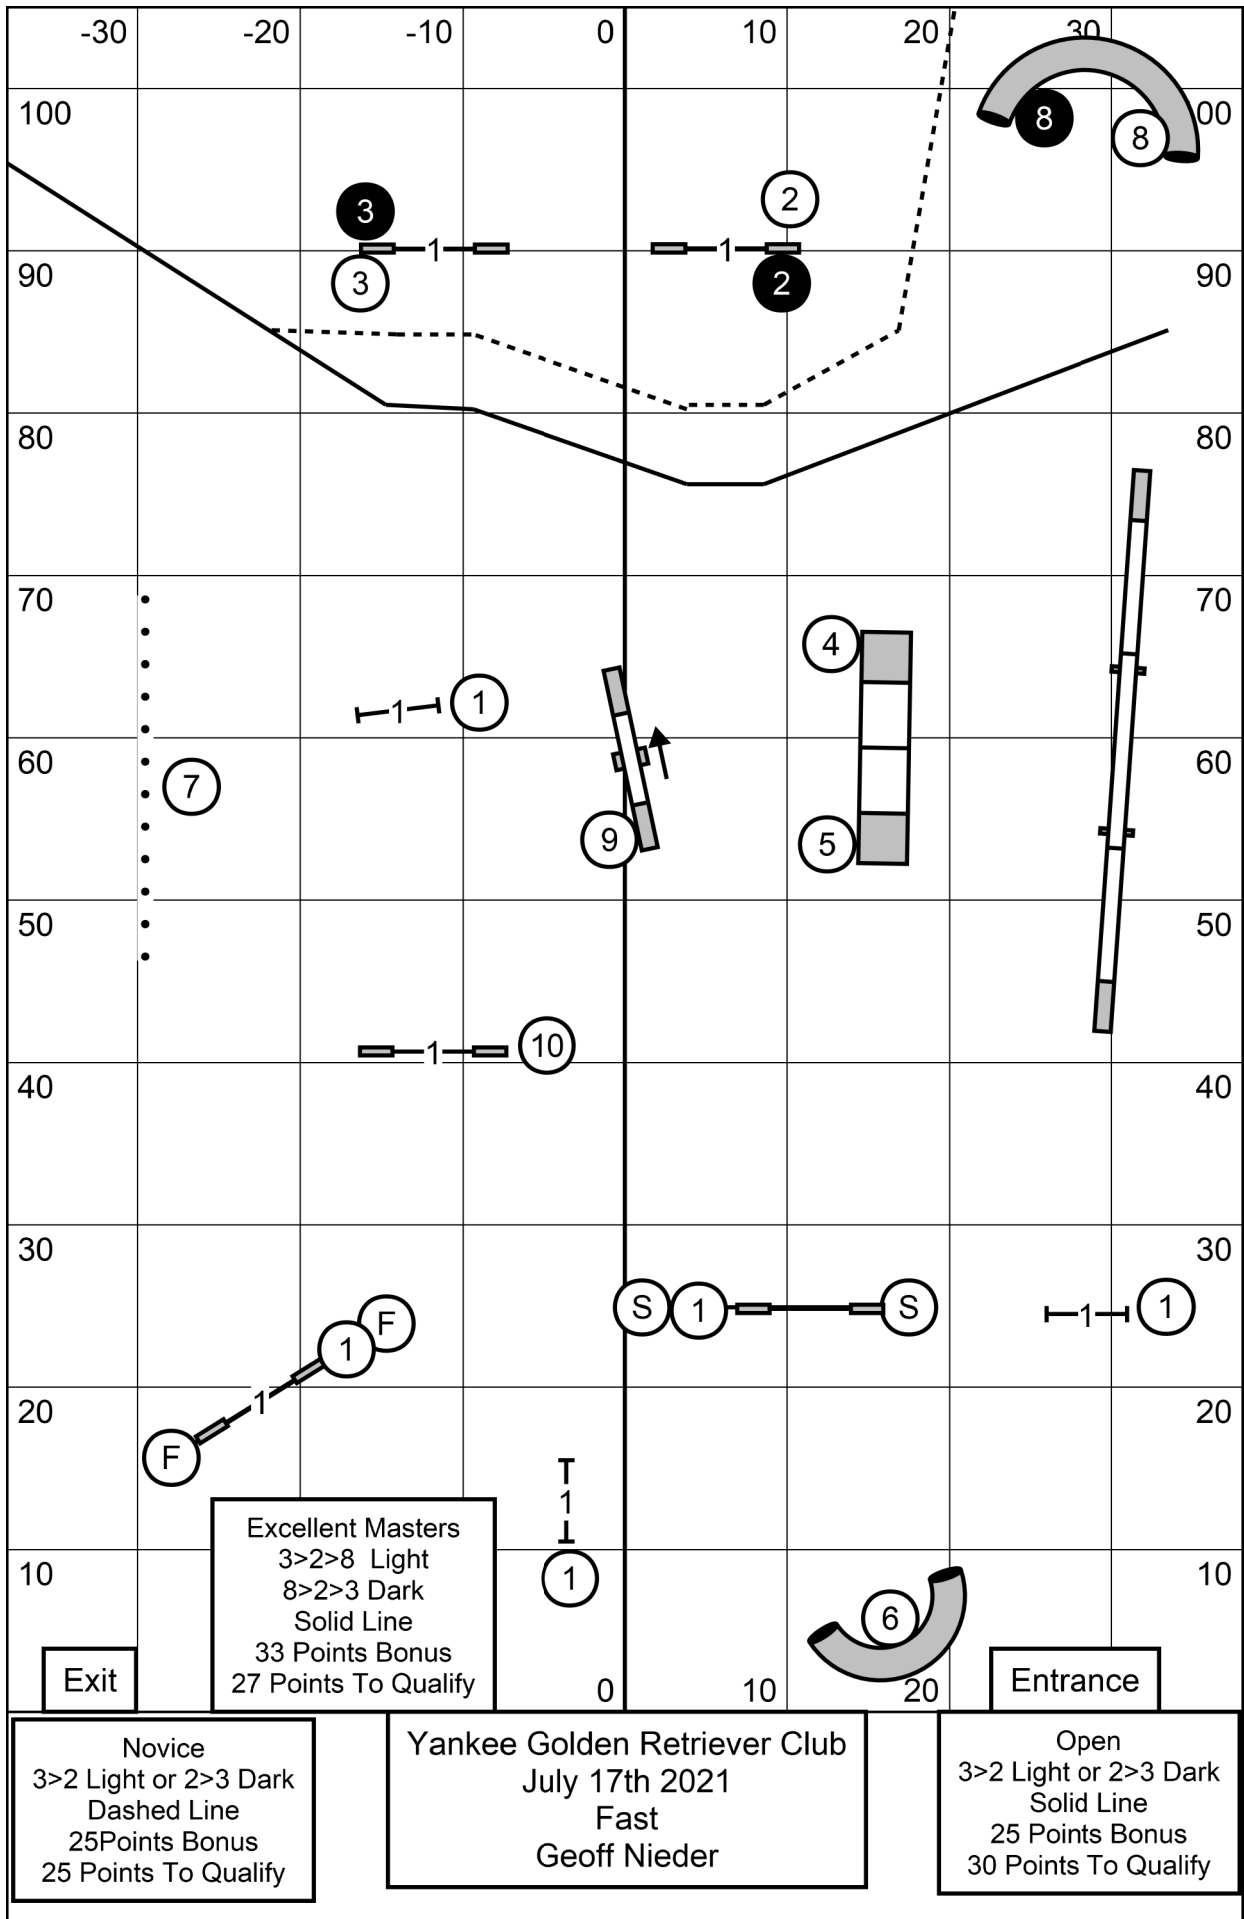 -30 -20 -10 0 10 20 30
100 00
8
8
3 2
1 1
90 90
3 2
80 80
70 70
4
1 1
60 60
7
9 5
50 50
10
1
40 40
30 30
S 1 S 1 1
F
1
1
20 20
F
1
Excellent Masters
3>2>8 Light
8>2>3 Dark
Solid Line
33 Points Bonus
27 Points To Qualify
10 10
1
6
Exit
0 10 20
Entrance
Novice
3>2 Light or 2>3 Dark
Dashed Line
25Points Bonus
25 Points To Qualify
Yankee Golden Retriever Club
July 17th 2021
Fast
Geoff Nieder
Open
3>2 Light or 2>3 Dark
Solid Line
25 Points Bonus
30 Points To Qualify